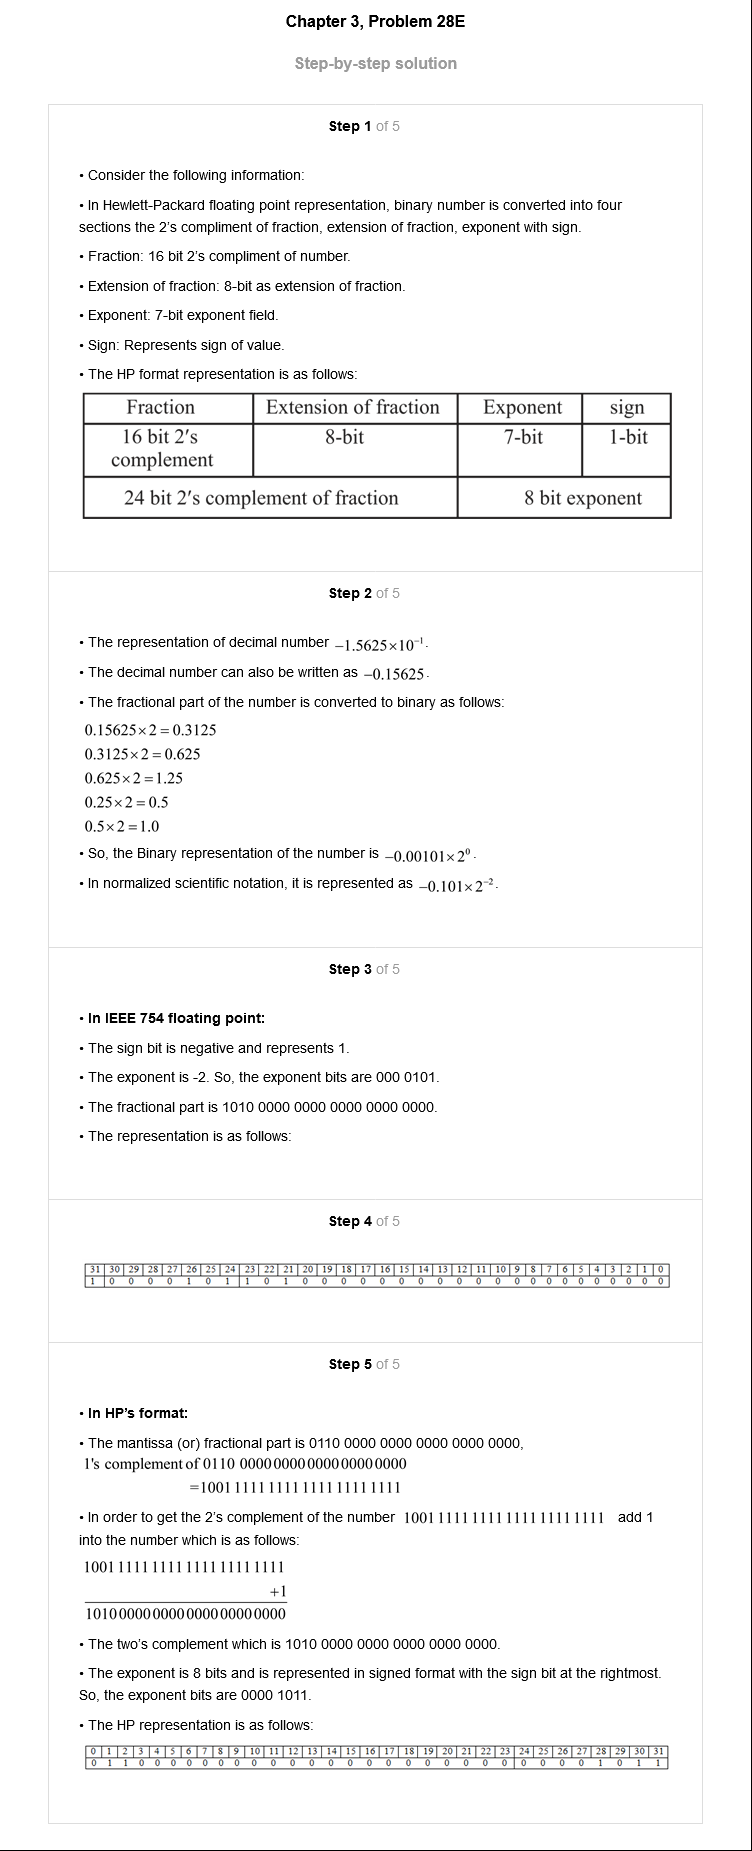 Chapter 3, Problem 28E
Step-by-step solution
Step 1 of 5
• Consider the following information:
• In Hewlett-Packard floating point representation, binary number is converted into four
sections the 2's compliment of fraction, extension of fraction, exponent with sign.
• Fraction: 16 bit 2's compliment of number.
• Extension of fraction: 8-bit as extension of fraction.
• Exponent: 7-bit exponent field.
• Sign: Represents sign of value.
• The HP format representation is as follows:
Fraction Extension of fraction Exponent sign
16 bit 2′s 8-bit 7-bit 1-bit
complement
24 bit 2′s complement of fraction 8 bit exponent
Step 2 of 5
• The representation of decimal number −1.5625×10⁻¹.
• The decimal number can also be written as −0.15625.
• The fractional part of the number is converted to binary as follows:
0.15625×2 = 0.3125
0.3125×2 = 0.625
0.625×2 = 1.25
0.25×2 = 0.5
0.5×2 = 1.0
• So, the Binary representation of the number is −0.00101×2⁰.
• In normalized scientific notation, it is represented as −0.101×2⁻².
Step 3 of 5
• In IEEE 754 floating point:
• The sign bit is negative and represents 1.
• The exponent is -2. So, the exponent bits are 000 0101.
• The fractional part is 1010 0000 0000 0000 0000 0000.
• The representation is as follows:
Step 4 of 5
31 30 29 28 27 26 25 24 23 22 21 20 19 18 17 16 15 14 13 12 11 10 9 8 7 6 5 4 3 2 1 0
1 0 0 0 0 1 0 1 1 0 1 0 0 0 0 0 0 0 0 0 0 0 0 0 0 0 0 0 0 0 0 0
Step 5 of 5
• In HP's format:
• The mantissa (or) fractional part is 0110 0000 0000 0000 0000 0000,
1's complement of 0110 0000 0000 0000 0000 0000
=1001 1111 1111 1111 1111 1111
• In order to get the 2's complement of the number 1001 1111 1111 1111 1111 1111 add 1
into the number which is as follows:
1001 1111 1111 1111 1111 1111
+1
1010 0000 0000 0000 0000 0000
• The two's complement which is 1010 0000 0000 0000 0000 0000.
• The exponent is 8 bits and is represented in signed format with the sign bit at the rightmost.
So, the exponent bits are 0000 1011.
• The HP representation is as follows:
0 1 2 3 4 5 6 7 8 9 10 11 12 13 14 15 16 17 18 19 20 21 22 23 24 25 26 27 28 29 30 31
0 1 1 0 0 0 0 0 0 0 0 0 0 0 0 0 0 0 0 0 0 0 0 0 0 0 0 0 1 0 1 1